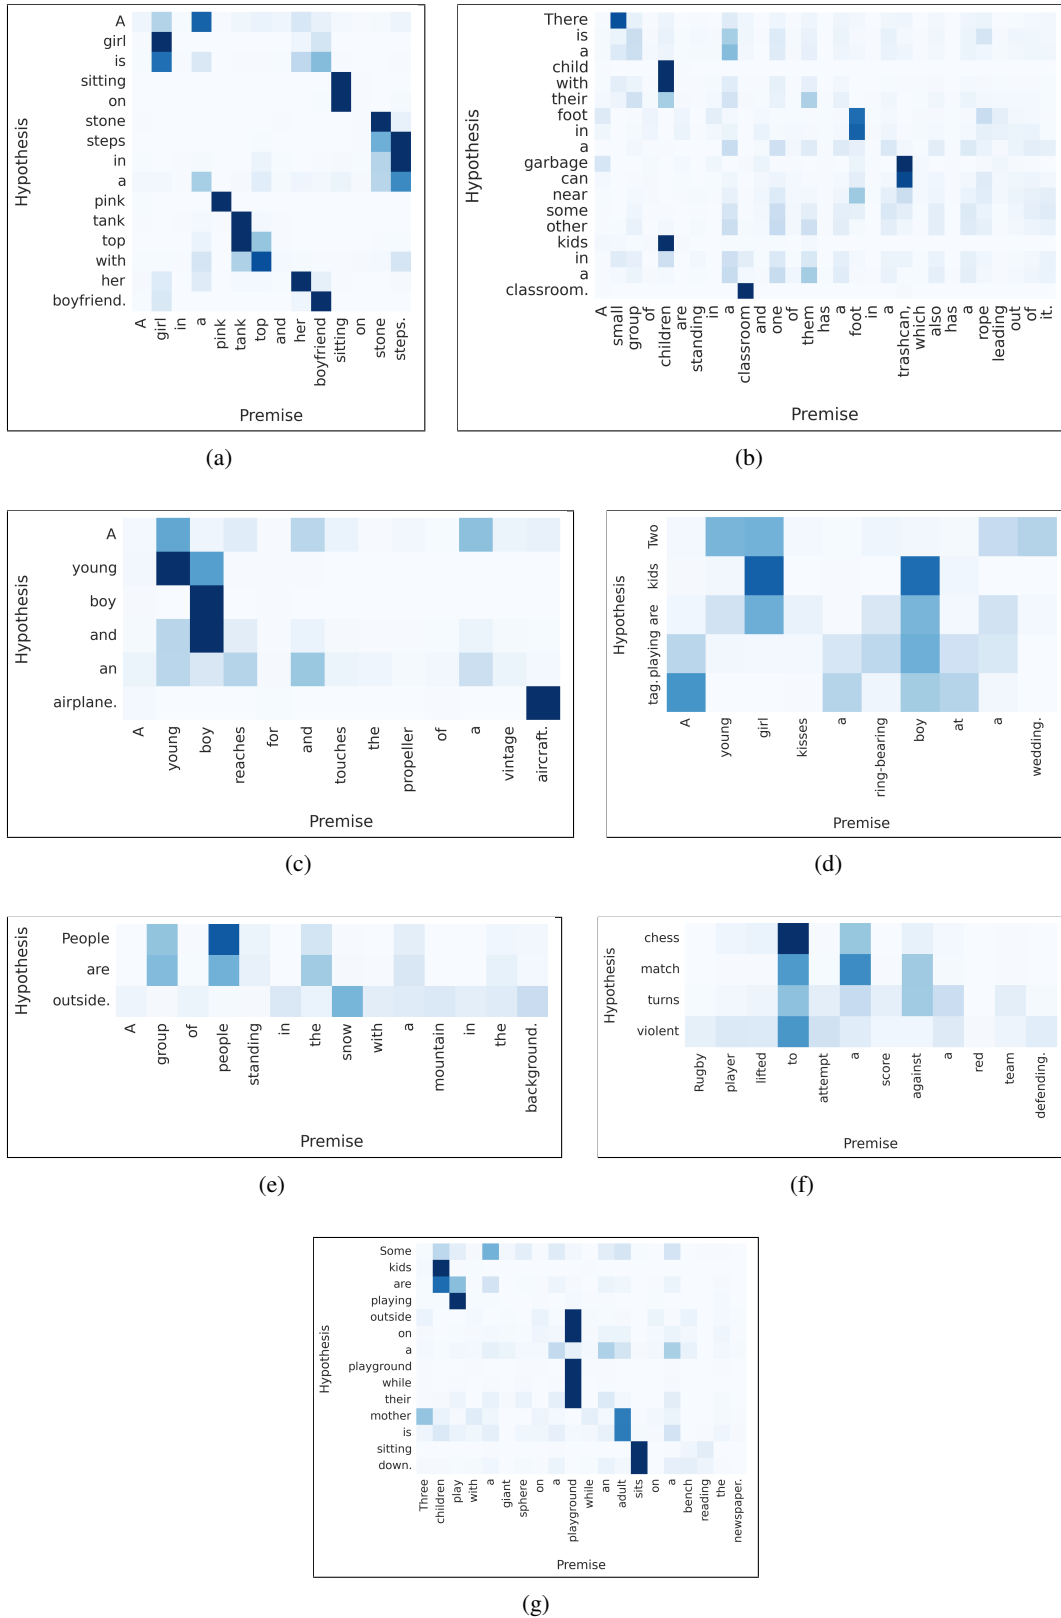 Hypothesis
A
girl
is
sitting
on
stone
steps
in
a
pink
tank
top
with
her
boyfriend.
A girl in a pink tank top and her boyfriend sitting on stone steps.
Premise
(a)
Hypothesis
There
is
a
child
with
their
foot
in
a
garbage
can
near
some
other
kids
in
a
classroom.
A small group of children are standing in a classroom and one of them has a foot in a trashcan, which also has a rope leading out of it.
Premise
(b)
Hypothesis
A
young
boy
and
an
airplane.
A young boy reaches for and touches the propeller of a vintage aircraft.
Premise
(c)
Hypothesis
Two
kids
are
playing
tag.
A young girl kisses a ring-bearing boy at a wedding.
Premise
(d)
Hypothesis
People
are
outside.
A group of people standing in the snow with a mountain in the background.
Premise
(e)
Hypothesis
chess
match
turns
violent
Rugby player lifted to attempt a score against a red team defending.
Premise
(f)
Hypothesis
Some
kids
are
playing
outside
on
a
playground
while
their
mother
is
sitting
down.
Three children play with a giant sphere on a playground while an adult sits on a bench reading the newspaper.
Premise
(g)